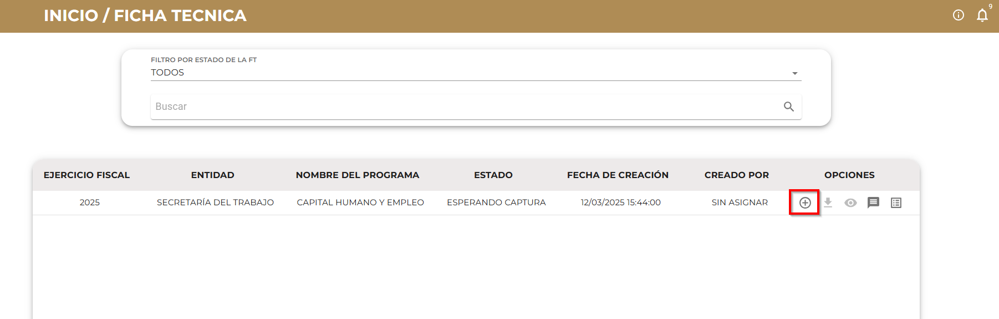 INICIO / FICHA TECNICA
9
FILTRO POR ESTADO DE LA FT
TODOS
Buscar
EJERCICIO FISCAL ENTIDAD NOMBRE DEL PROGRAMA ESTADO FECHA DE CREACIÓN CREADO POR OPCIONES
2025 SECRETARÍA DEL TRABAJO CAPITAL HUMANO Y EMPLEO ESPERANDO CAPTURA 12/03/2025 15:44:00 SIN ASIGNAR